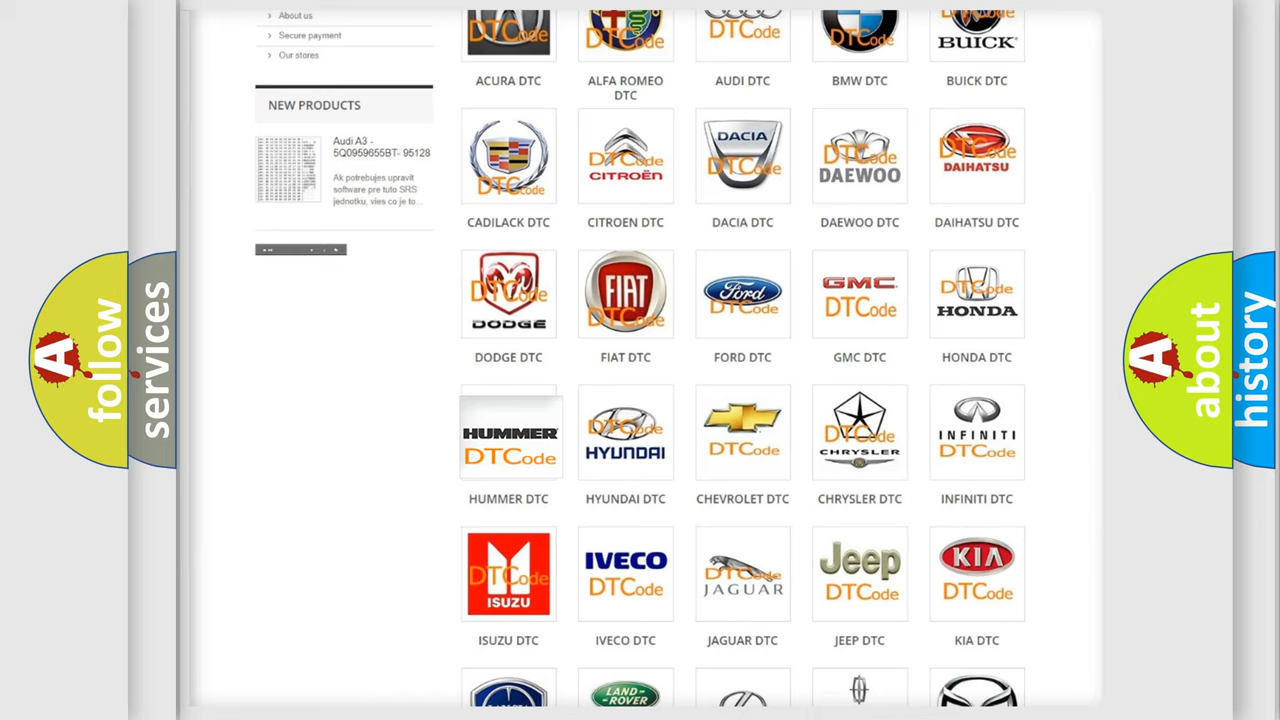 About us
Secure payment
Our stores
NEW PRODUCTS
Audi A3 -
5Q0959655BT- 95128
Ak potrebujes upravit
software pre tuto SRS
jednotku, vies co je to...
A follow
services
A about
history
DTCode
DTCode
DTCode
DTCode
DTCode
BUICK
ACURA DTC
ALFA ROMEO
DTC
AUDI DTC
BMW DTC
BUICK DTC
DTCode
DTCode
CITROËN
DACIA
DTCode
DTCode
DAEWOO
DTCode
DAIHATSU
CADILACK DTC
CITROEN DTC
DACIA DTC
DAEWOO DTC
DAIHATSU DTC
DTCode
DODGE
FIAT
DTCode
Ford
DTCode
GMC
DTCode
DTCode
HONDA
DODGE DTC
FIAT DTC
FORD DTC
GMC DTC
HONDA DTC
HUMMER
DTCode
DTCode
HYUNDAI
DTCode
DTCode
CHRYSLER
INFINITI
DTCode
HUMMER DTC
HYUNDAI DTC
CHEVROLET DTC
CHRYSLER DTC
INFINITI DTC
DTCode
ISUZU
IVECO
DTCode
DTCode
JAGUAR
Jeep
DTCode
KIA
DTCode
ISUZU DTC
IVECO DTC
JAGUAR DTC
JEEP DTC
KIA DTC
LAND-
ROVER